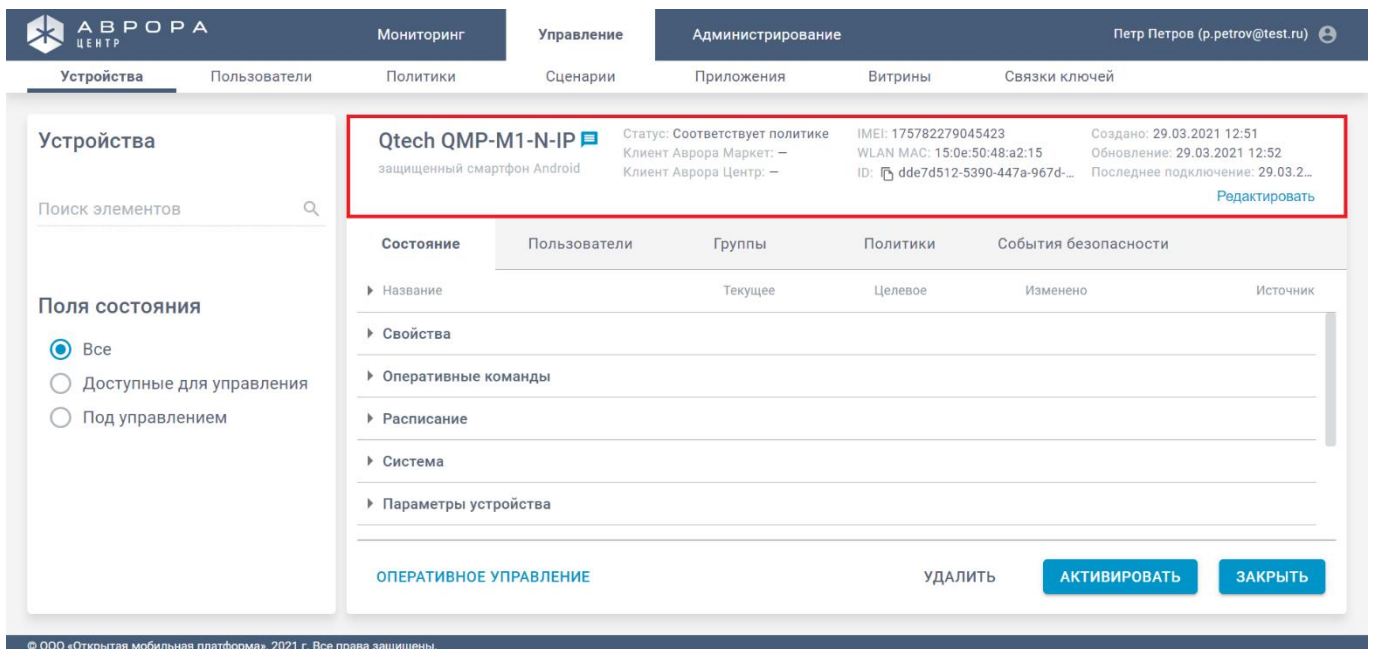 АВРОРА
ЦЕНТР
Мониторинг Управление Администрирование Петр Петров (p.petrov@test.ru)
Устройства Пользователи Политики Сценарии Приложения Витрины Связки ключей
Устройства
Поиск элементов
Поля состояния
Все
Доступные для управления
Под управлением
Qtech QMP-M1-N-IP
защищенный смартфон Android
Статус: Соответствует политике
Клиент Аврора Маркет: —
Клиент Аврора Центр: —
IMEI: 175782279045423
WLAN MAC: 15:0e:50:48:a2:15
ID: dde7d512-5390-447a-967d-...
Создано: 29.03.2021 12:51
Обновление: 29.03.2021 12:52
Последнее подключение: 29.03.2...
Редактировать
Состояние Пользователи Группы Политики События безопасности
Название Текущее Целевое Изменено Источник
Свойства
Оперативные команды
Расписание
Система
Параметры устройства
ОПЕРАТИВНОЕ УПРАВЛЕНИЕ УДАЛИТЬ АКТИВИРОВАТЬ ЗАКРЫТЬ
© ООО «Открытая мобильная платформа», 2021 г. Все права защищены.